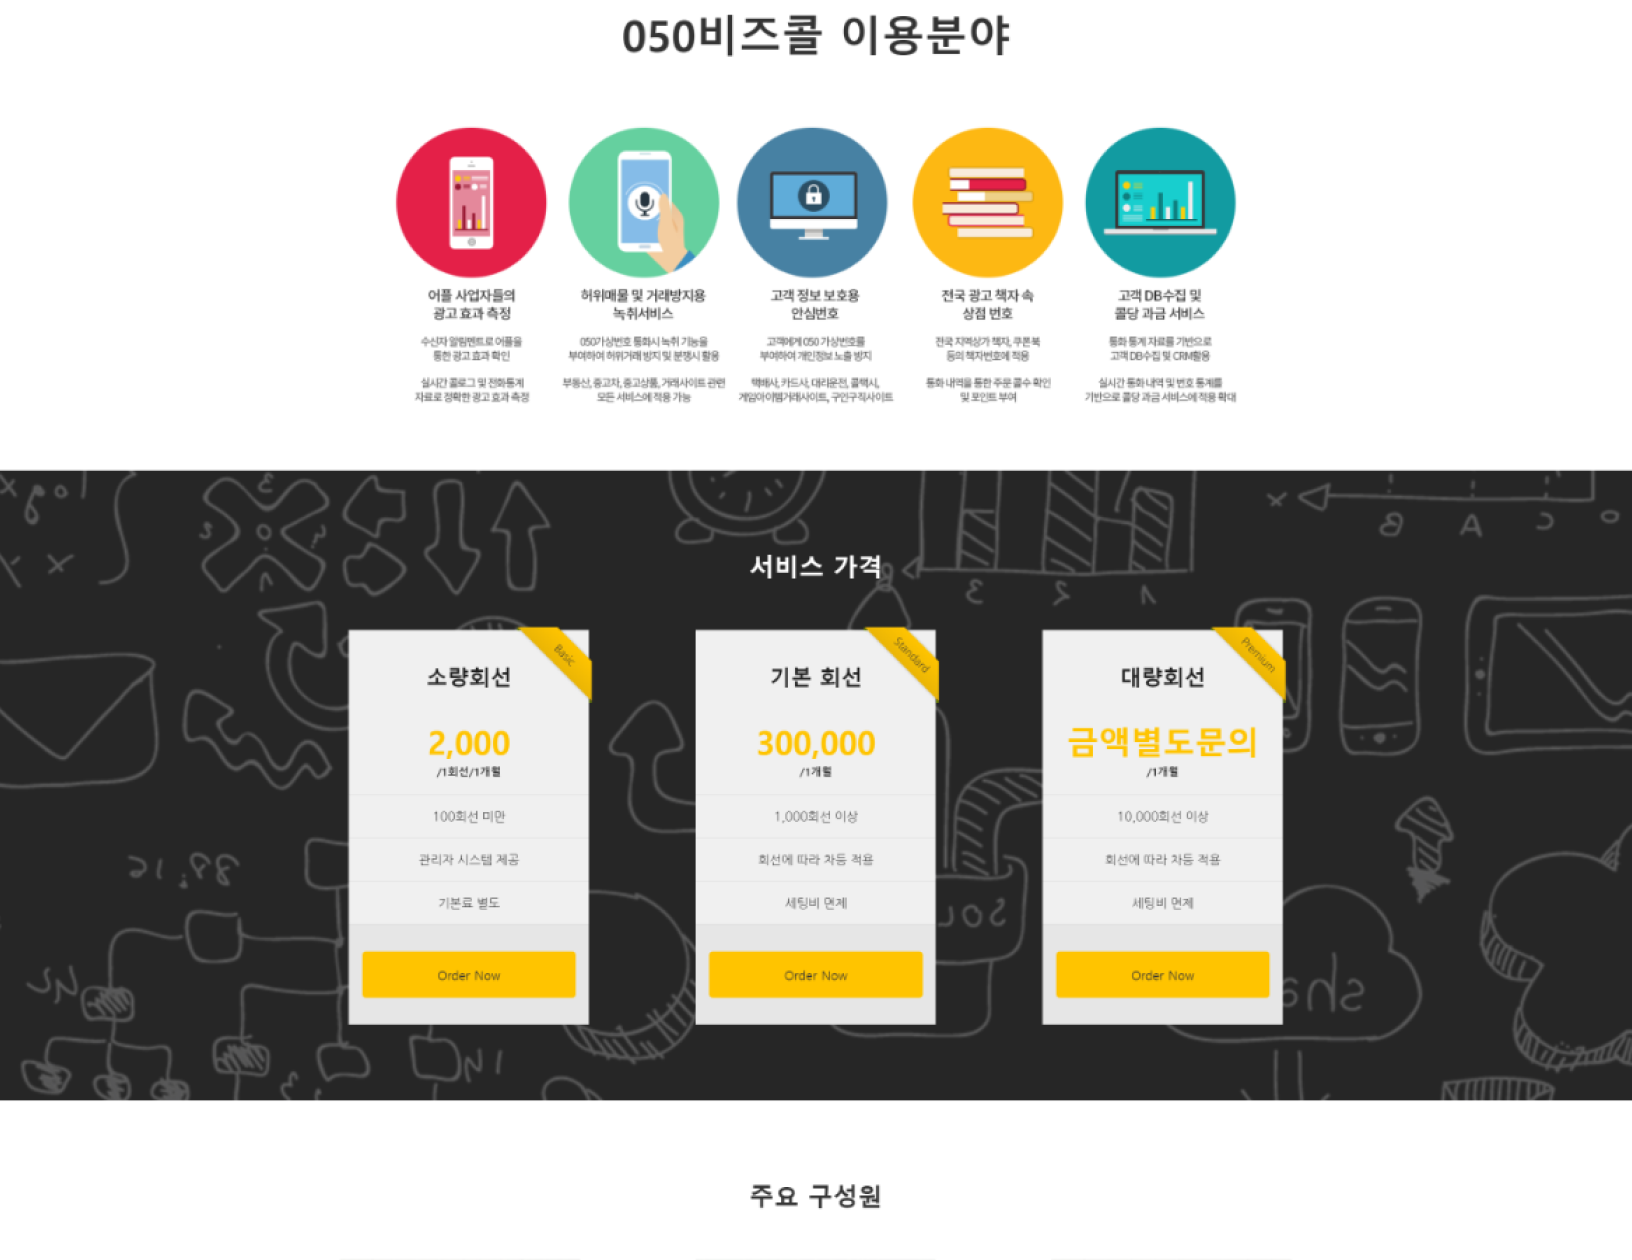 050비즈콜 이용분야
어플 사업자들의
광고 효과 측정
수신자 알림멘트로 어플을
통한 광고 효과 확인
실시간 콜로그 및 전화통계
자료로 정확한 광고 효과 측정
허위매물 및 거래방지용
녹취서비스
050가상번호 통화시 녹취 기능을
부여하여 허위거래 방지 및 분쟁시 활용
부동산, 중고차, 중고상품, 거래사이트 관련
모든 서비스에 적용 가능
고객 정보 보호용
안심번호
고객에게 050 가상번호를
부여하여 개인정보 노출 방지
택배사, 카드사, 대리운전, 콜택시,
게임아이템거래사이트, 구인구직사이트
전국 광고 책자 속
상점 번호
전국 지역상가 책자, 쿠폰북
등의 책자번호에 적용
통화 내역을 통한 주문 콜수 확인
및 포인트 부여
고객 DB수집 및
콜당 과금 서비스
통화 통계 자료를 기반으로
고객 DB수집 및 CRM활용
실시간 통화 내역 및 번호 통계를
기반으로 콜당 과금 서비스에 적용 확대
서비스 가격
Basic
소량회선
2,000
/1회선/1개월
100회선 미만
관리자 시스템 제공
기본료 별도
Order Now
Standard
기본 회선
300,000
/1개월
1,000회선 이상
회선에 따라 차등 적용
세팅비 면제
Order Now
Premium
대량회선
금액별도문의
/1개월
10,000회선 이상
회선에 따라 차등 적용
세팅비 면제
Order Now
주요 구성원